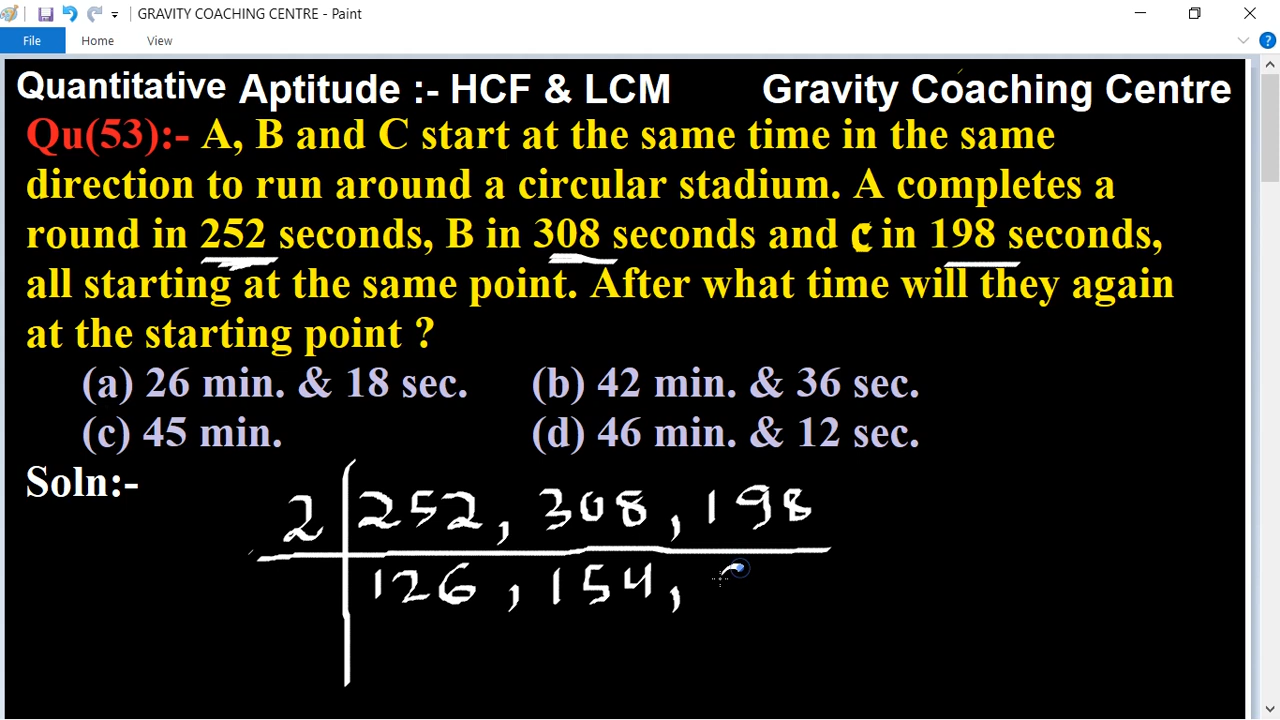 GRAVITY COACHING CENTRE - Paint
File Home View
Quantitative Aptitude :- HCF & LCM Gravity Coaching Centre
Qu(53):- A, B and C start at the same time in the same
direction to run around a circular stadium. A completes a
round in 252 seconds, B in 308 seconds and C in 198 seconds,
all starting at the same point. After what time will they again
at the starting point ?
(a) 26 min. & 18 sec. (b) 42 min. & 36 sec.
(c) 45 min. (d) 46 min. & 12 sec.
Soln:-
2 252, 308, 198
126, 154,